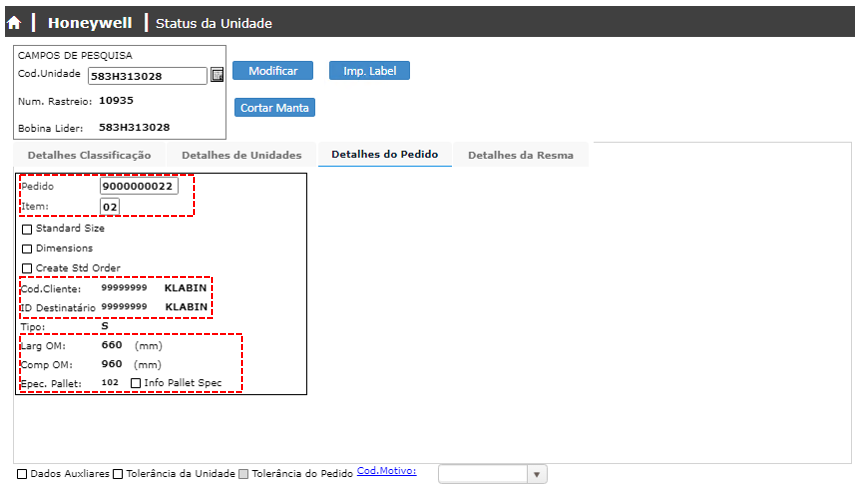 Honeywell Status da Unidade
CAMPOS DE PESQUISA
Cod.Unidade 583H313028
Modificar
Imp. Label
Num. Rastreio: 10935
Cortar Manta
Bobina Lider: 583H313028
Detalhes Classificação Detalhes de Unidades Detalhes do Pedido Detalhes da Resma
Pedido 9000000022
Item: 02
Standard Size
Dimensions
Create Std Order
Cod.Cliente: 99999999 KLABIN
ID Destinatário 99999999 KLABIN
Tipo: S
Larg OM: 660 (mm)
Comp OM: 960 (mm)
Epec. Pallet: 102 Info Pallet Spec
Dados Auxliares Tolerância da Unidade Tolerância do Pedido Cod.Motivo: